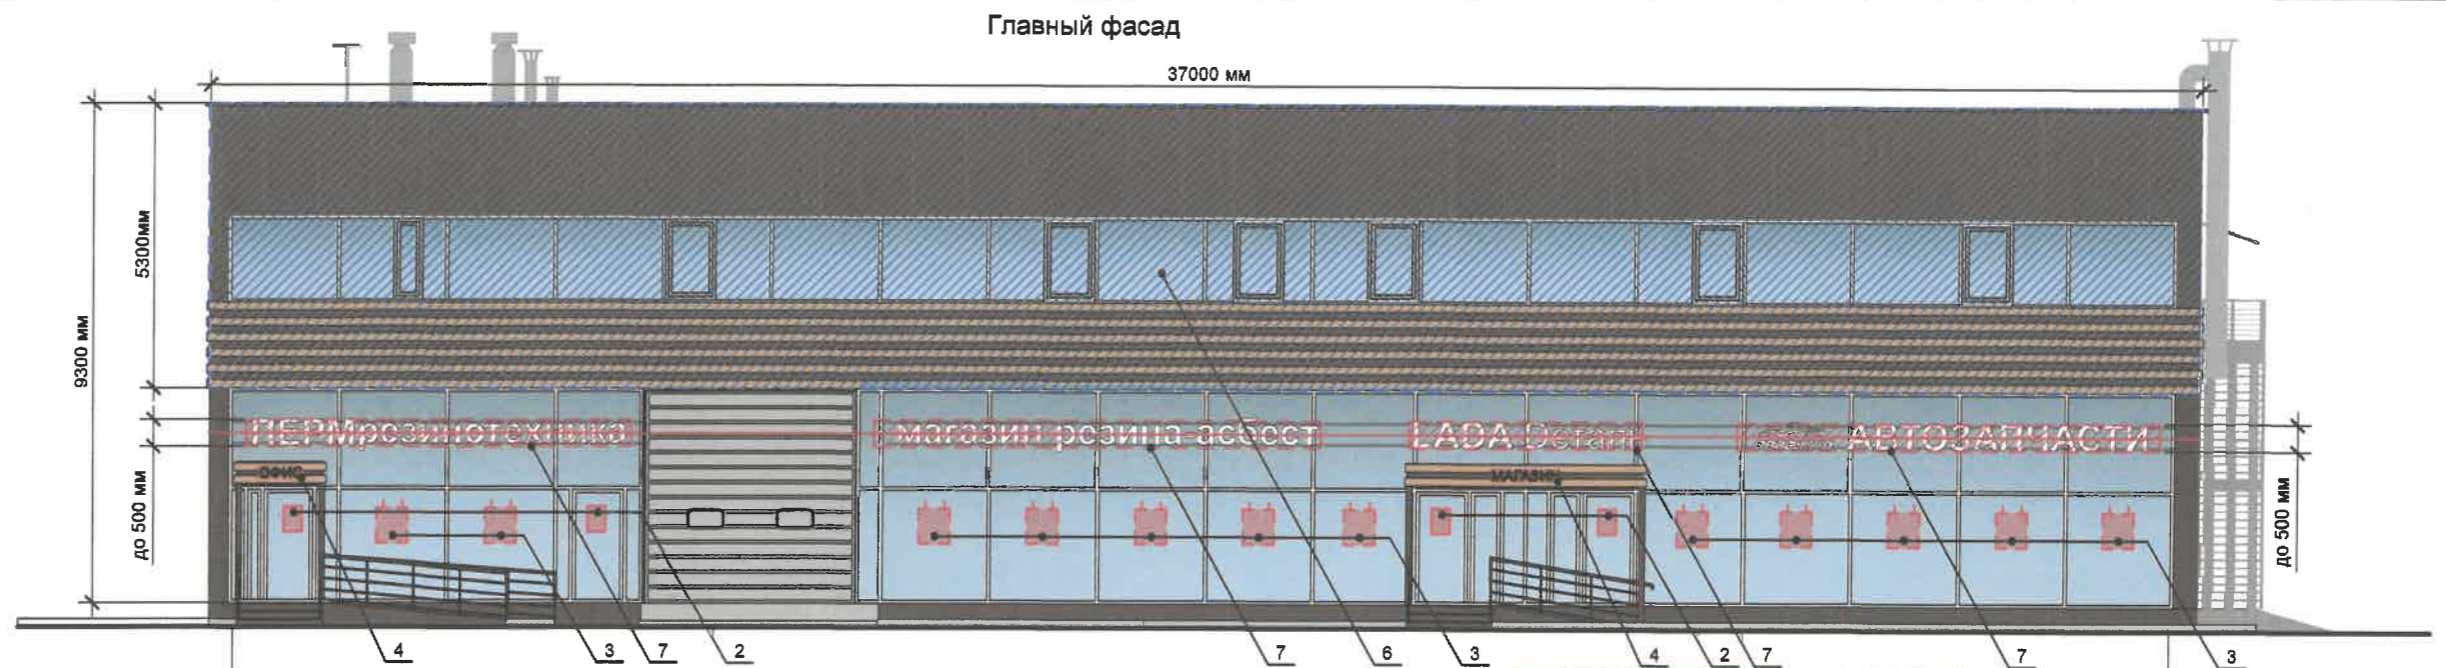 Главный фасад
37000 мм
9300 мм
5300мм
до 500 мм
ПЕРМрезинотехника
магазин резина-асбест
LADA Деталь
АВТОЗАПЧАСТИ
ОФИС
МАГАЗИН
до 500 мм
4
3
7
2
7
6
3
4
2
7
7
3